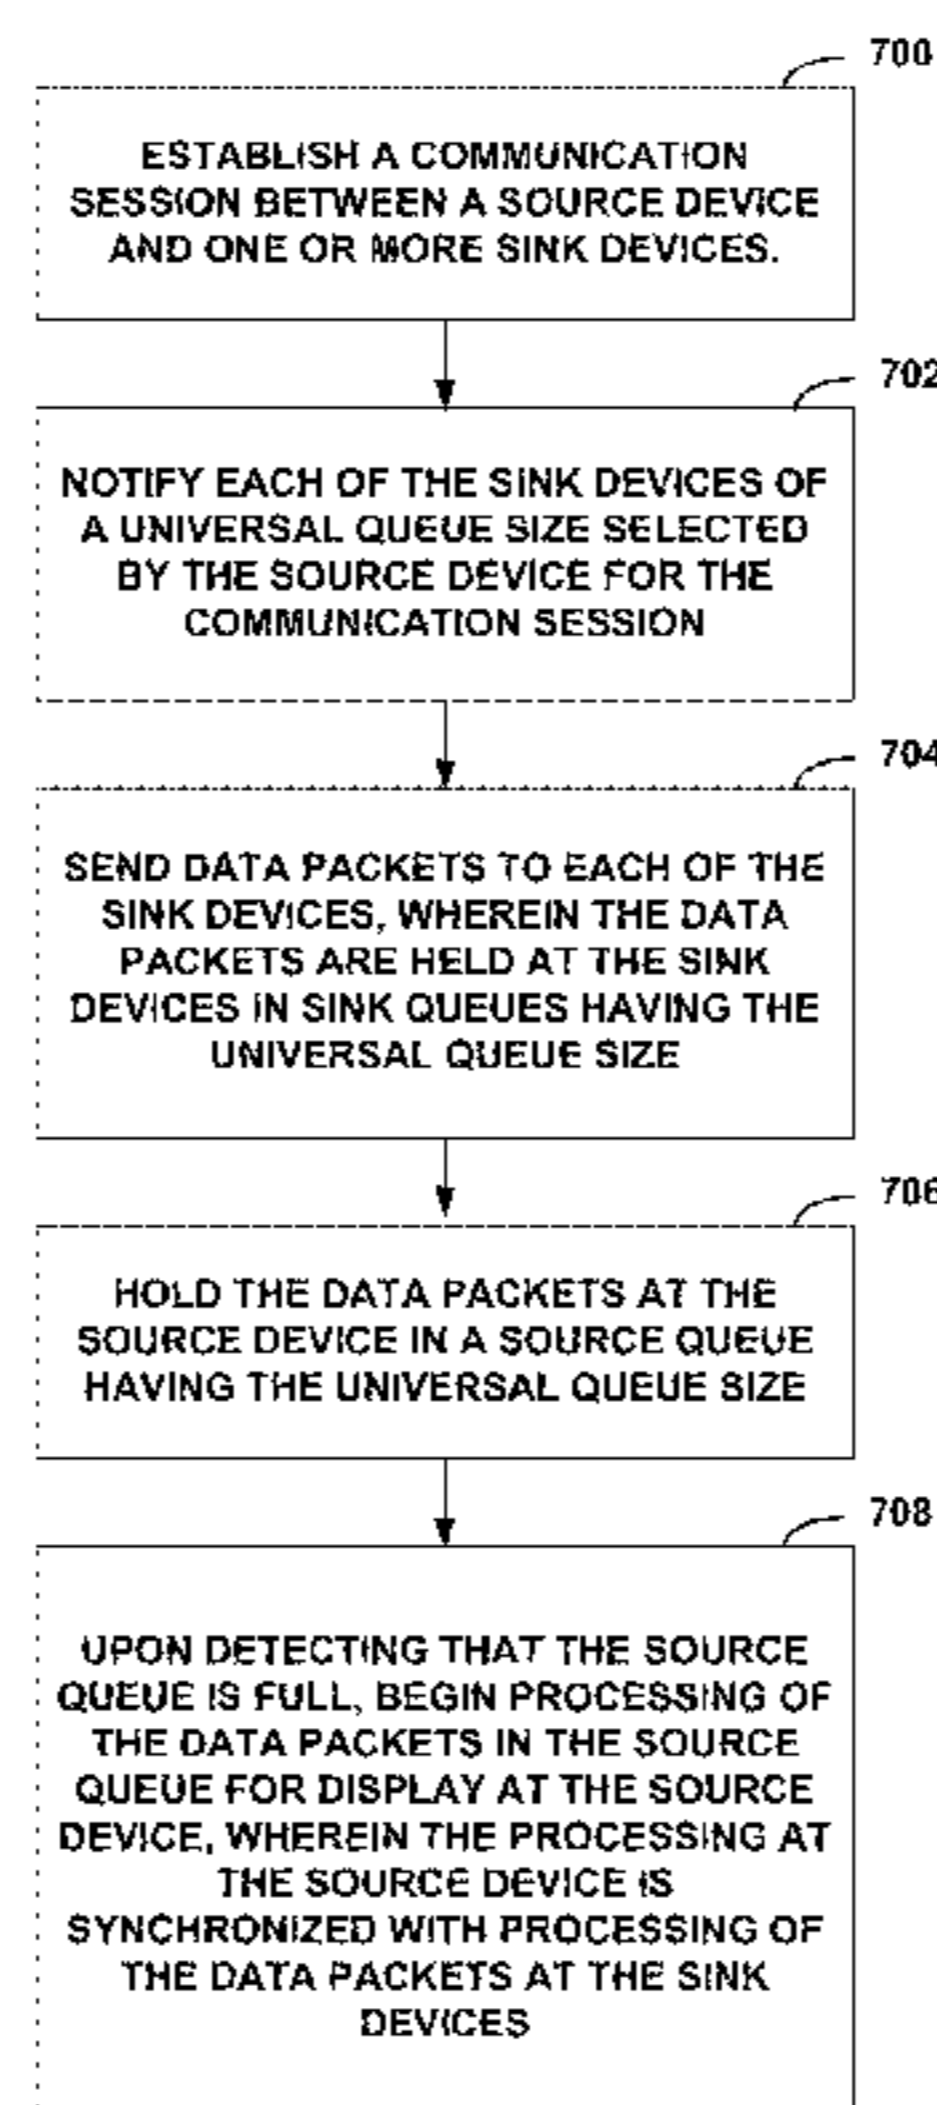 700
ESTABLISH A COMMUNICATION
SESSION BETWEEN A SOURCE DEVICE
AND ONE OR MORE SINK DEVICES.
702
NOTIFY EACH OF THE SINK DEVICES OF
A UNIVERSAL QUEUE SIZE SELECTED
BY THE SOURCE DEVICE FOR THE
COMMUNICATION SESSION
704
SEND DATA PACKETS TO EACH OF THE
SINK DEVICES, WHEREIN THE DATA
PACKETS ARE HELD AT THE SINK
DEVICES IN SINK QUEUES HAVING THE
UNIVERSAL QUEUE SIZE
706
HOLD THE DATA PACKETS AT THE
SOURCE DEVICE IN A SOURCE QUEUE
HAVING THE UNIVERSAL QUEUE SIZE
708
UPON DETECTING THAT THE SOURCE
QUEUE IS FULL, BEGIN PROCESSING OF
THE DATA PACKETS IN THE SOURCE
QUEUE FOR DISPLAY AT THE SOURCE
DEVICE, WHEREIN THE PROCESSING AT
THE SOURCE DEVICE IS
SYNCHRONIZED WITH PROCESSING OF
THE DATA PACKETS AT THE SINK
DEVICES